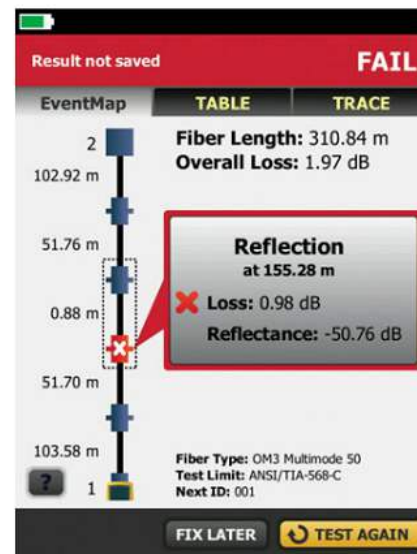 Result not saved
FAIL
EventMap
TABLE
TRACE
2
102.92 m
51.76 m
0.88 m
51.70 m
103.58 m
1
?
Fiber Length: 310.84 m
Overall Loss: 1.97 dB
Reflection
at 155.28 m
Loss: 0.98 dB
Reflectance: -50.76 dB
Fiber Type: OM3 Multimode 50
Test Limit: ANSI/TIA-568-C
Next ID: 001
FIX LATER
TEST AGAIN